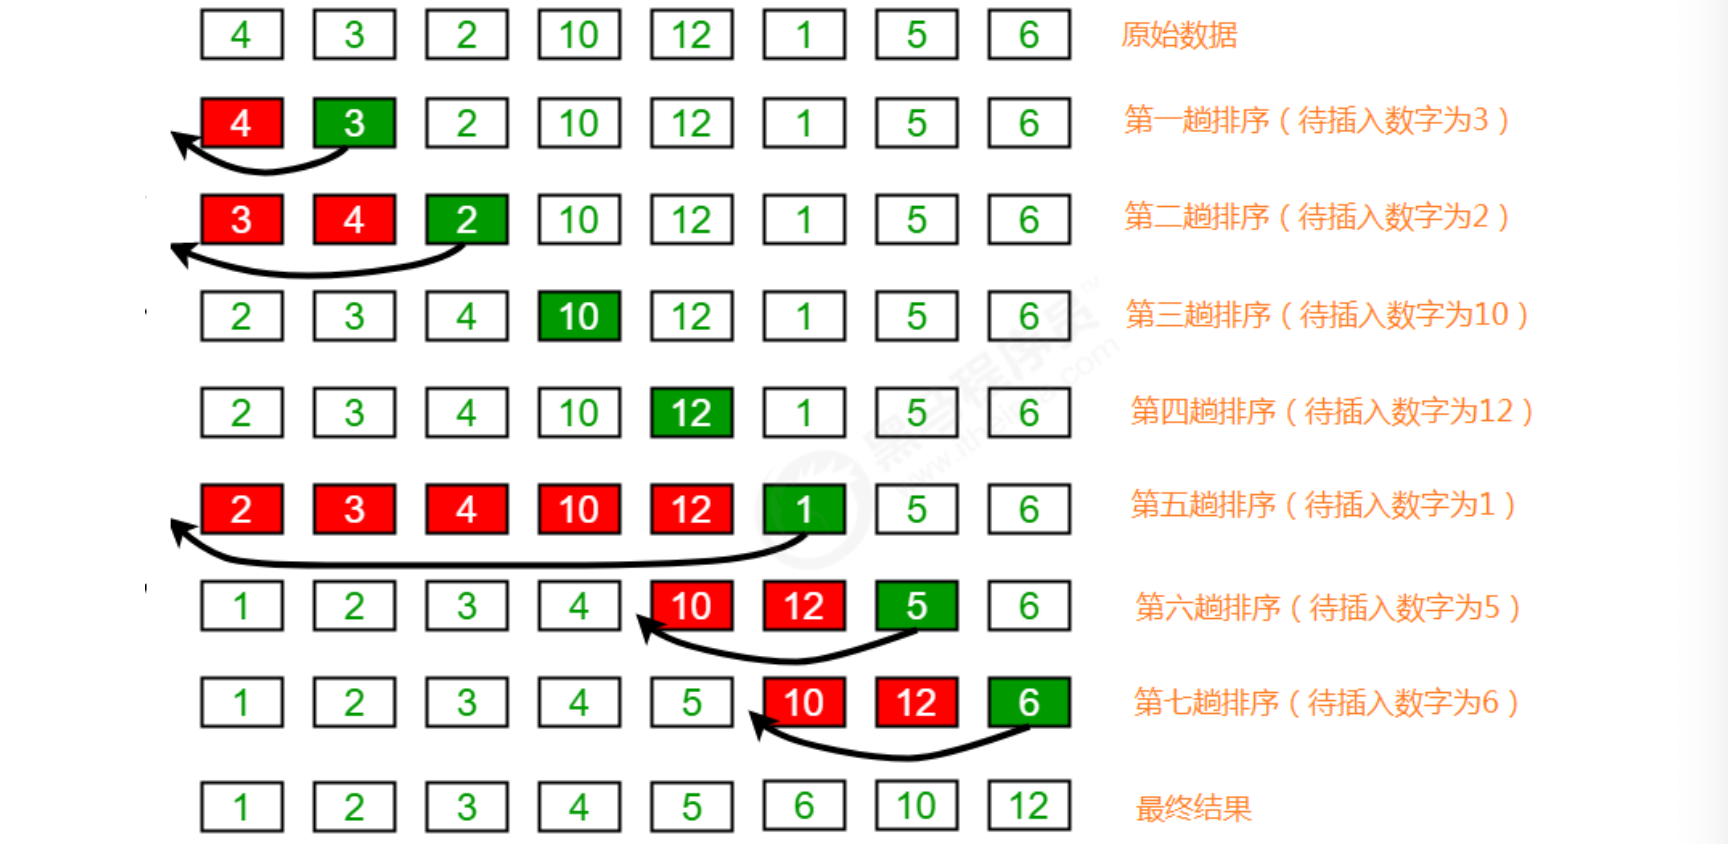 4 3 2 10 12 1 5 6 原始数据
4 3 2 10 12 1 5 6 第一趟排序（待插入数字为3）
3 4 2 10 12 1 5 6 第二趟排序（待插入数字为2）
2 3 4 10 12 1 5 6 第三趟排序（待插入数字为10）
2 3 4 10 12 1 5 6 第四趟排序（待插入数字为12）
2 3 4 10 12 1 5 6 第五趟排序（待插入数字为1）
1 2 3 4 10 12 5 6 第六趟排序（待插入数字为5）
1 2 3 4 5 10 12 6 第七趟排序（待插入数字为6）
1 2 3 4 5 6 10 12 最终结果
黑马程序员
www.itheima.com